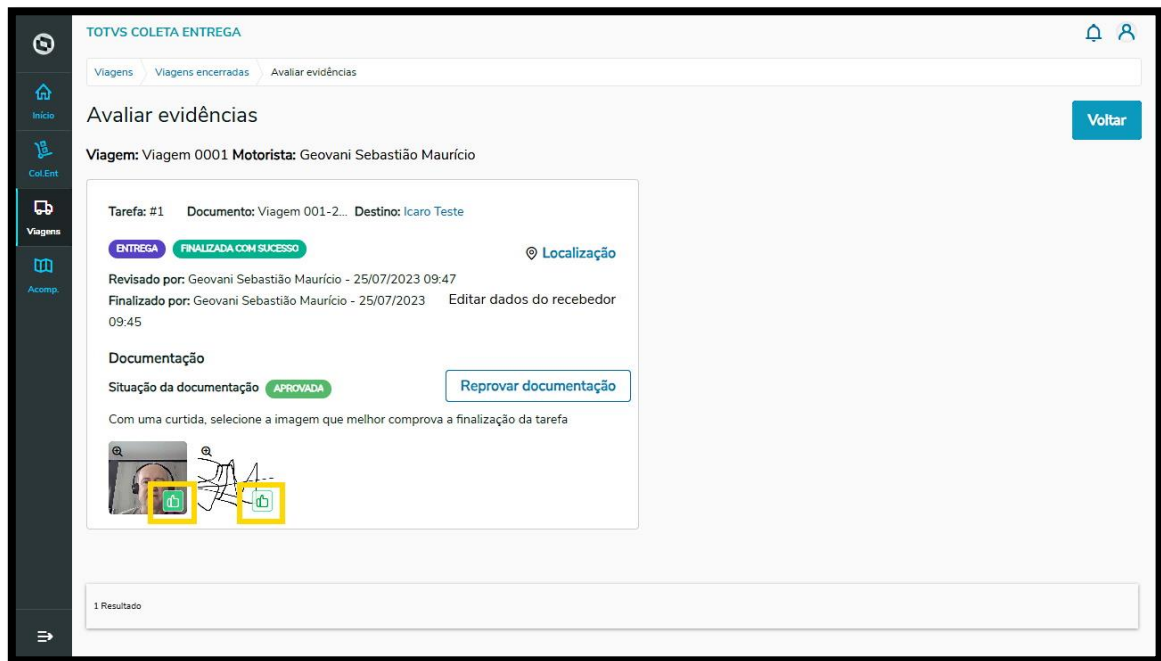 TOTVS COLETA ENTREGA
Viagens Viagens encerradas Avaliar evidências
Início
Avaliar evidências
Voltar
Col.Ent
Viagem: Viagem 0001 Motorista: Geovani Sebastião Maurício
Viagens
Tarefa: #1 Documento: Viagem 001-2... Destino: Icaro Teste
ENTREGA FINALIZADA COM SUCESSO
Localização
Acomp.
Revisado por: Geovani Sebastião Maurício - 25/07/2023 09:47
Finalizado por: Geovani Sebastião Maurício - 25/07/2023
09:45
Editar dados do recebedor
Documentação
Situação da documentação APROVADA
Reprovar documentação
Com uma curtida, selecione a imagem que melhor comprova a finalização da tarefa
1 Resultado